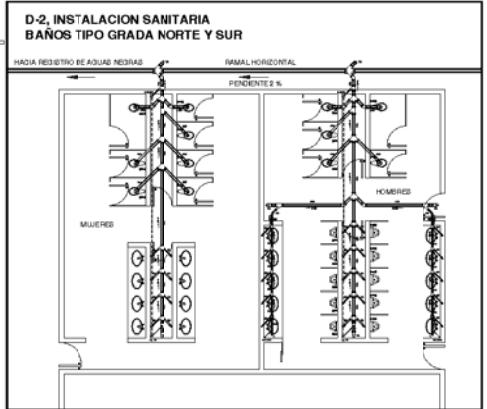 D-2, INSTALACION SANITARIA
BAÑOS TIPO GRADA NORTE Y SUR
HACIA REGISTRO DE AGUAS NEGRAS
RAMAL HORIZONTAL
PENDIENTE 2 %
HOMBRES
MUJERES